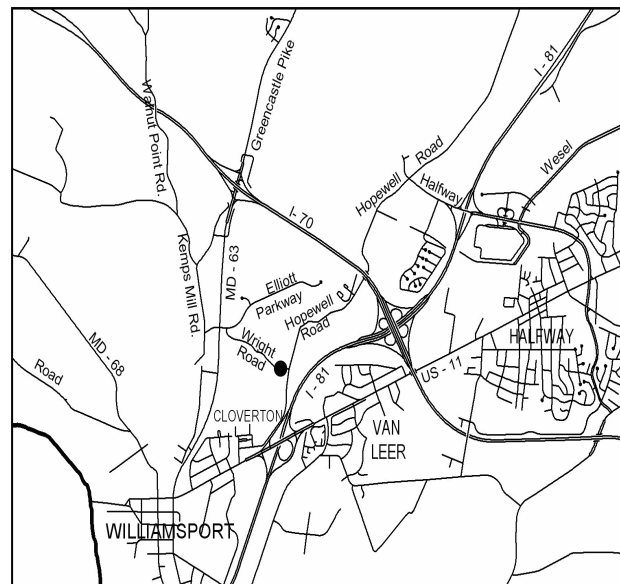 Walnut Point Rd.
Greencastle Pike
I - 81
Wesel
Hopewell Road
Halfway
I - 70
Kemps Mill Rd.
MD - 63
Elliott
Parkway
Hopewell
Road
Wright
Road
MD - 68
Road
I - 81
US - 11
HALFWAY
CLOVERTON
VAN
LEER
WILLIAMSPORT